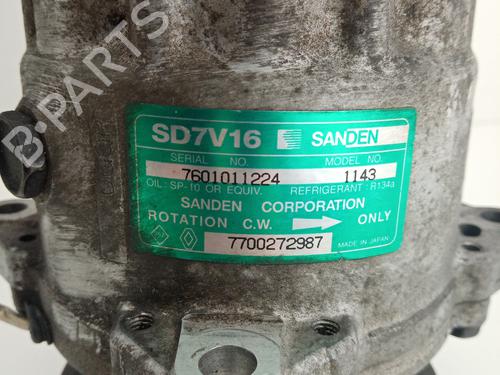 B-PARTS
SD7V16 SANDEN
SERIAL NO. MODEL NO.
7601011224 1143
OIL: SP-10 OR EQUIV. REFRIGERANT: R134a
SANDEN CORPORATION
ROTATION C.W. ONLY
7700272987
MADE IN JAPAN